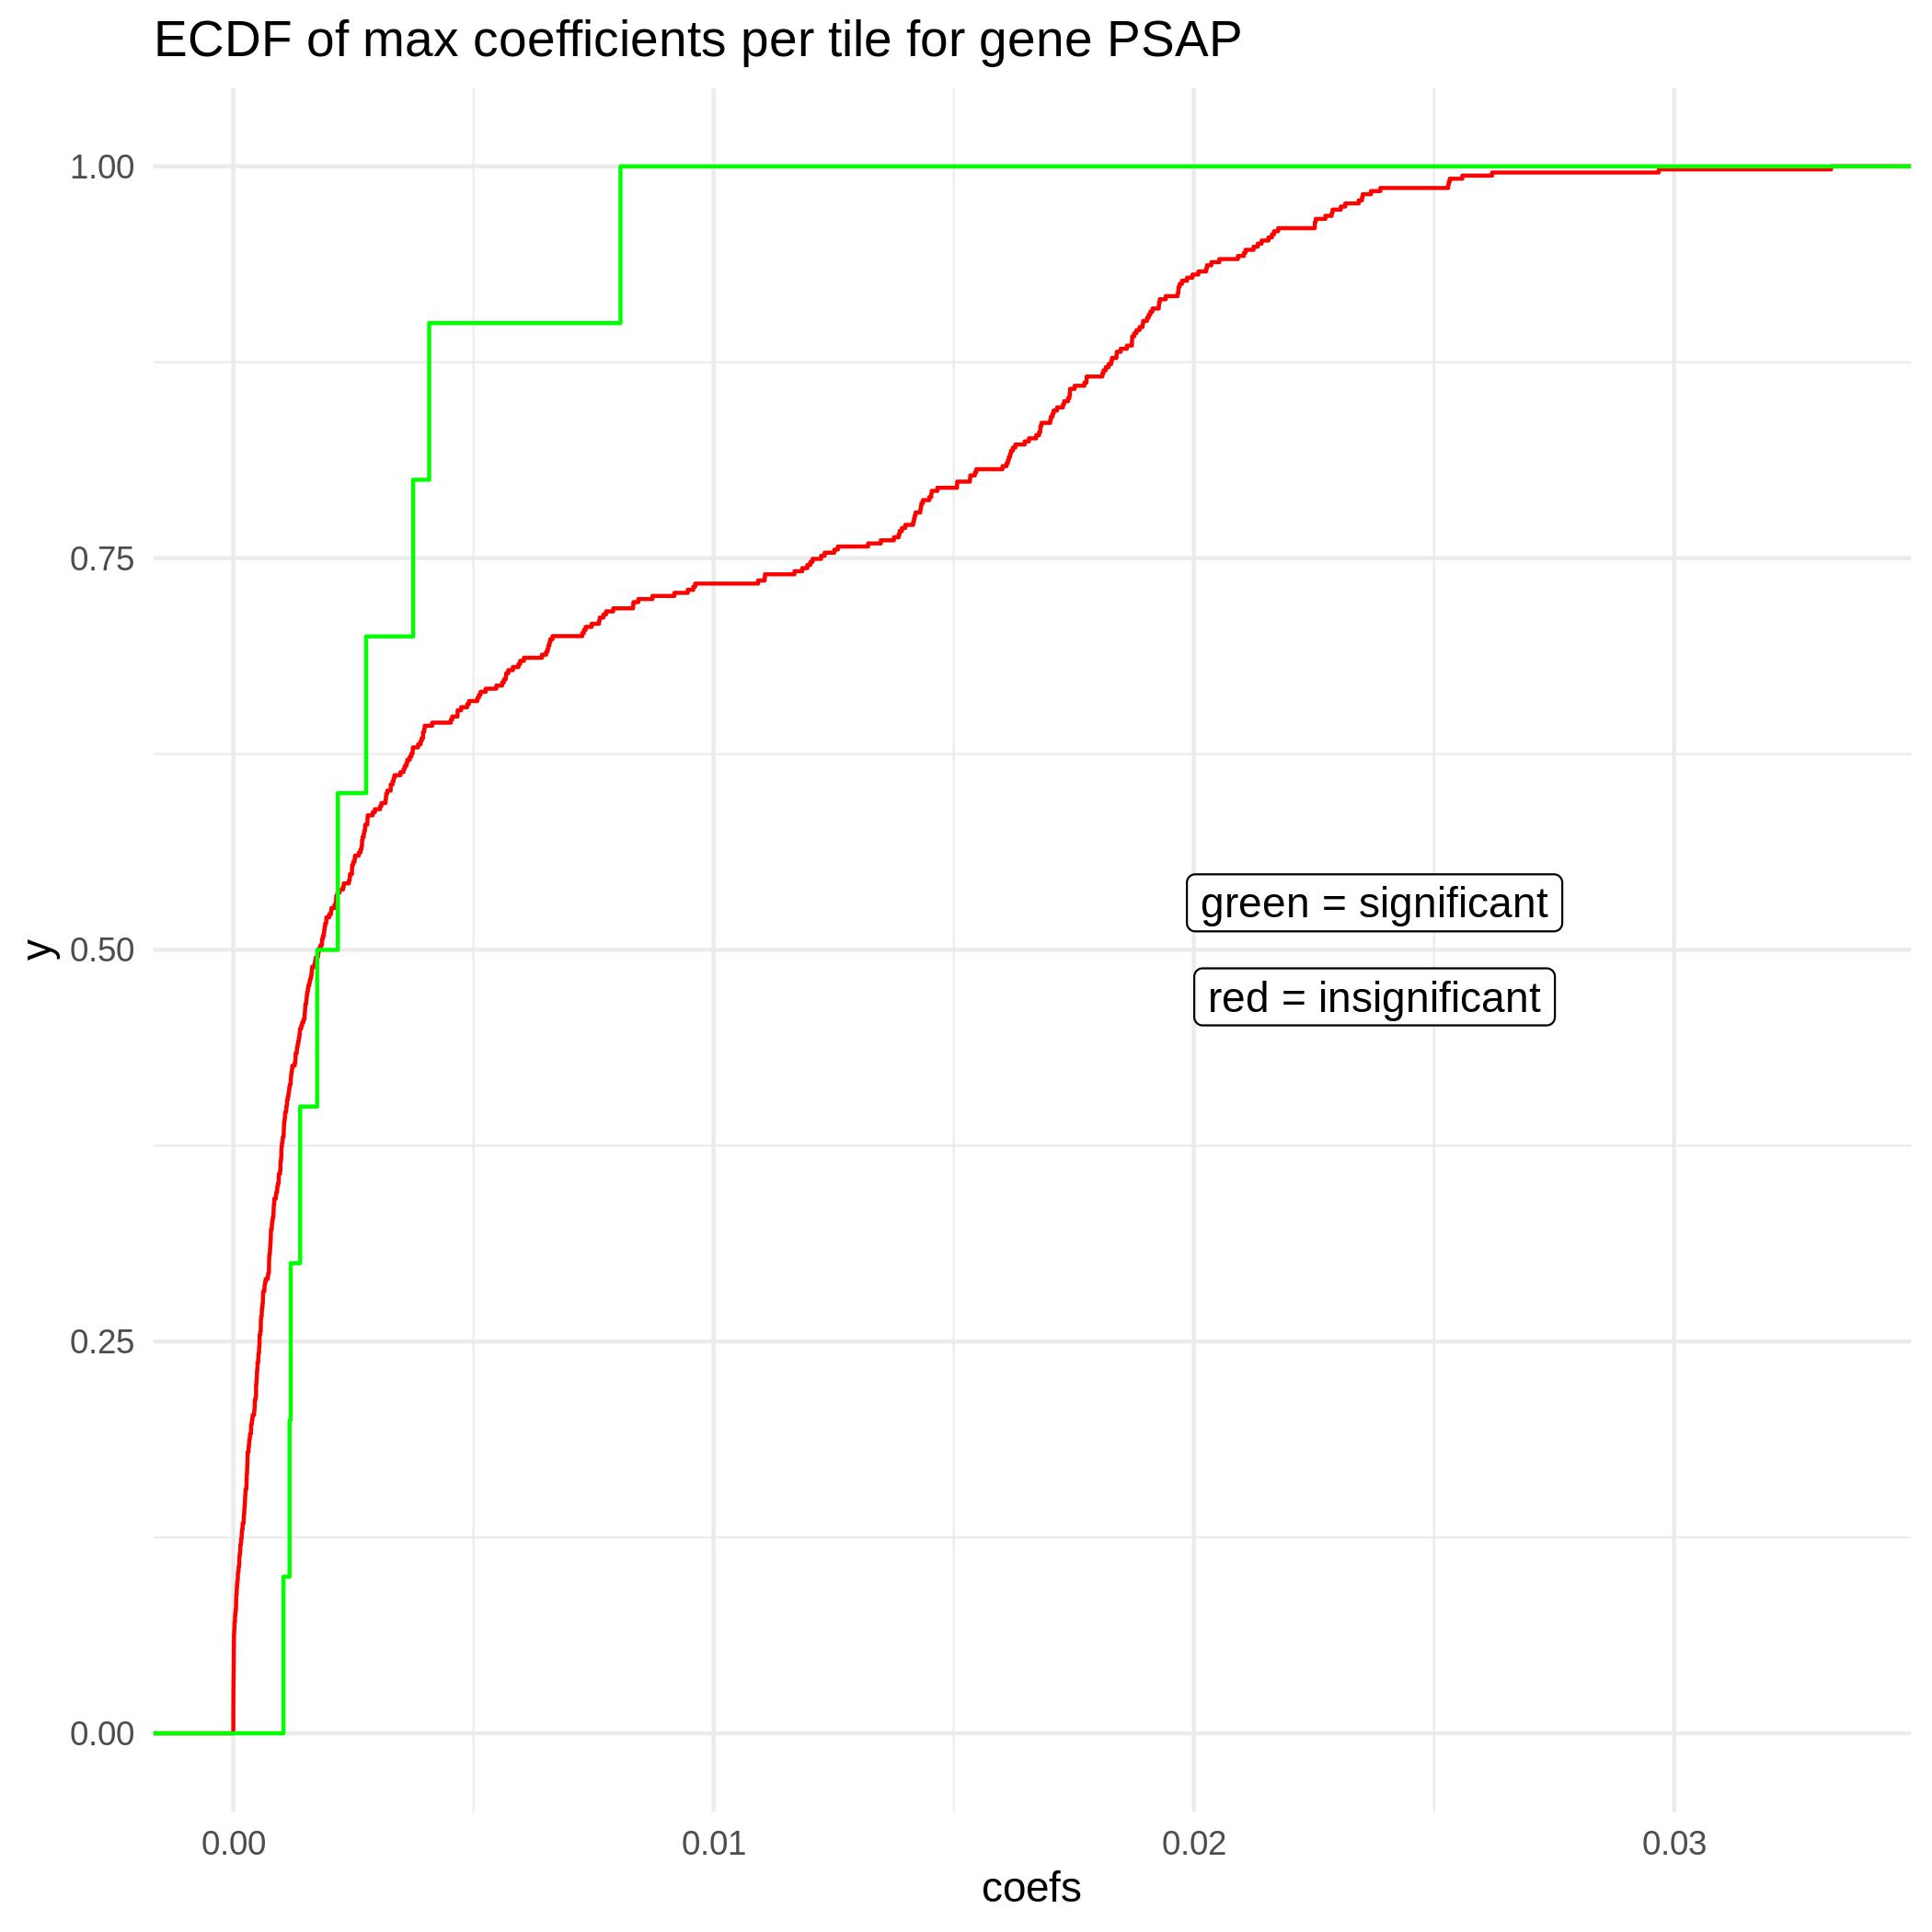 ECDF of max coefficients per tile for gene PSAP
1.00
0.75
0.50
0.25
0.00
y
green = significant
red = insignificant
0.00 0.01 0.02 0.03
coefs